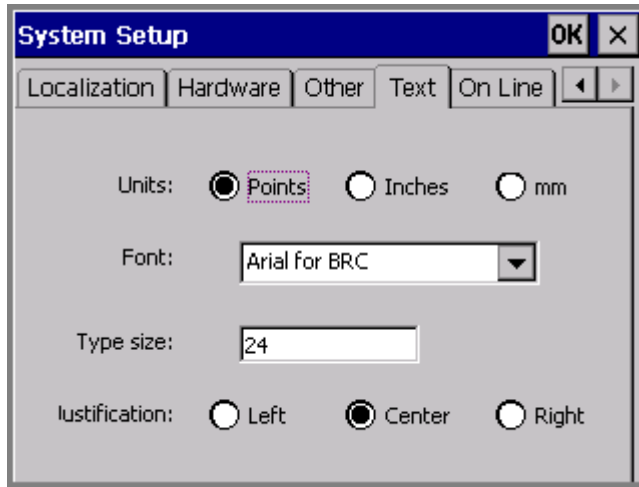 System Setup OK
Localization Hardware Other Text On Line
Units: Points Inches mm
Font: Arial for BRC
Type size: 24
lustification: Left Center Right